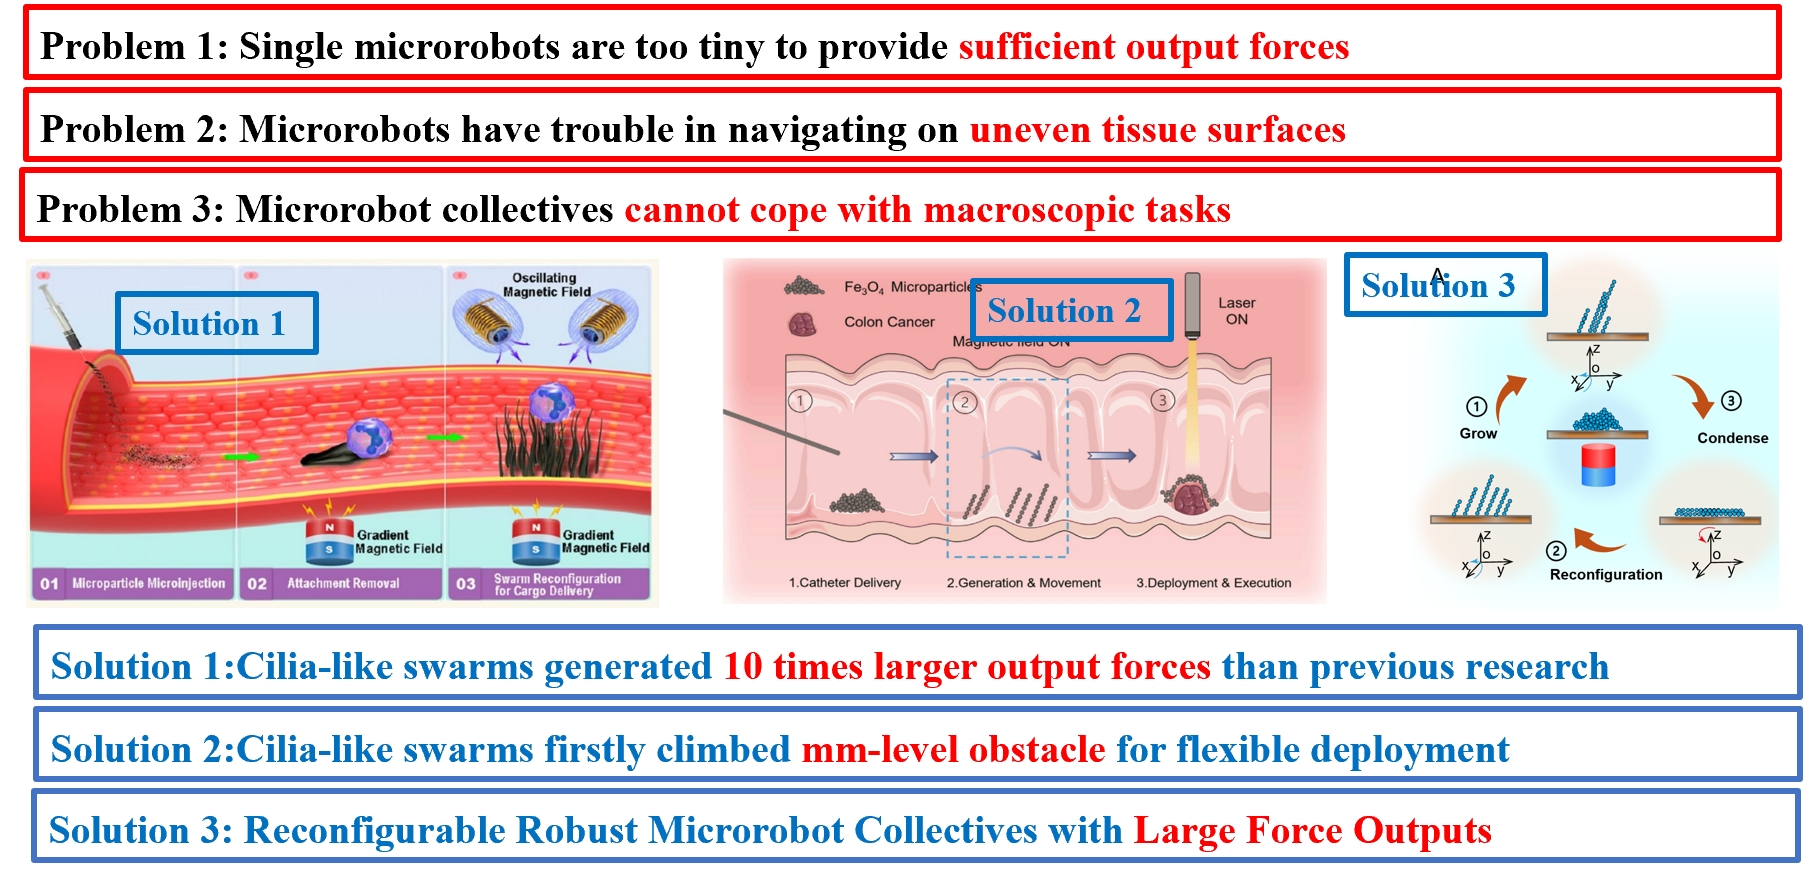 Problem 1: Single microrobots are too tiny to provide sufficient output forces
Problem 2: Microrobots have trouble in navigating on uneven tissue surfaces
Problem 3: Microrobot collectives cannot cope with macroscopic tasks
Solution 1
Oscillating
Magnetic Field
N
S
Gradient
Magnetic Field
N
S
Gradient
Magnetic Field
01 Microparticle Microinjection
02 Attachment Removal
03 Swarm Reconfiguration
for Cargo Delivery
Fe₃O₄ Microparticles
Colon Cancer
Solution 2
Magnetic field ON
Laser
ON
1
2
3
1.Catheter Delivery
2.Generation & Movement
3.Deployment & Execution
A
Solution 3
z
o
x
y
1
Grow
3
Condense
z
o
x
y
2
Reconfiguration
z
o
x
y
Solution 1:Cilia-like swarms generated 10 times larger output forces than previous research
Solution 2:Cilia-like swarms firstly climbed mm-level obstacle for flexible deployment
Solution 3: Reconfigurable Robust Microrobot Collectives with Large Force Outputs